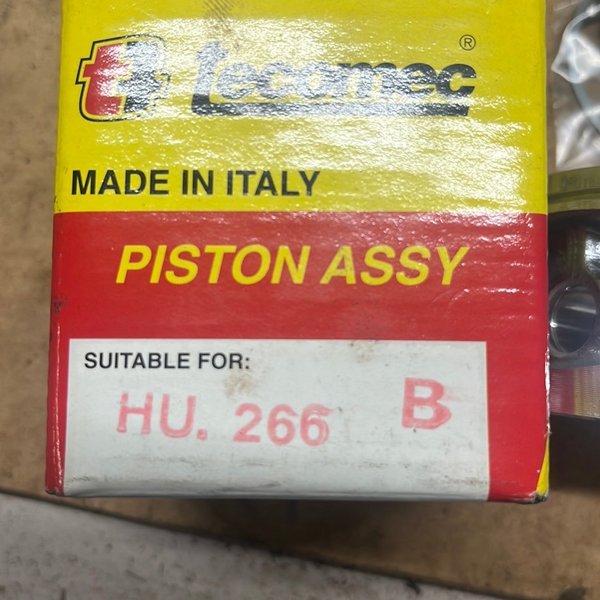 tecomec ®
MADE IN ITALY
PISTON ASSY
SUITABLE FOR:
HU. 266 B